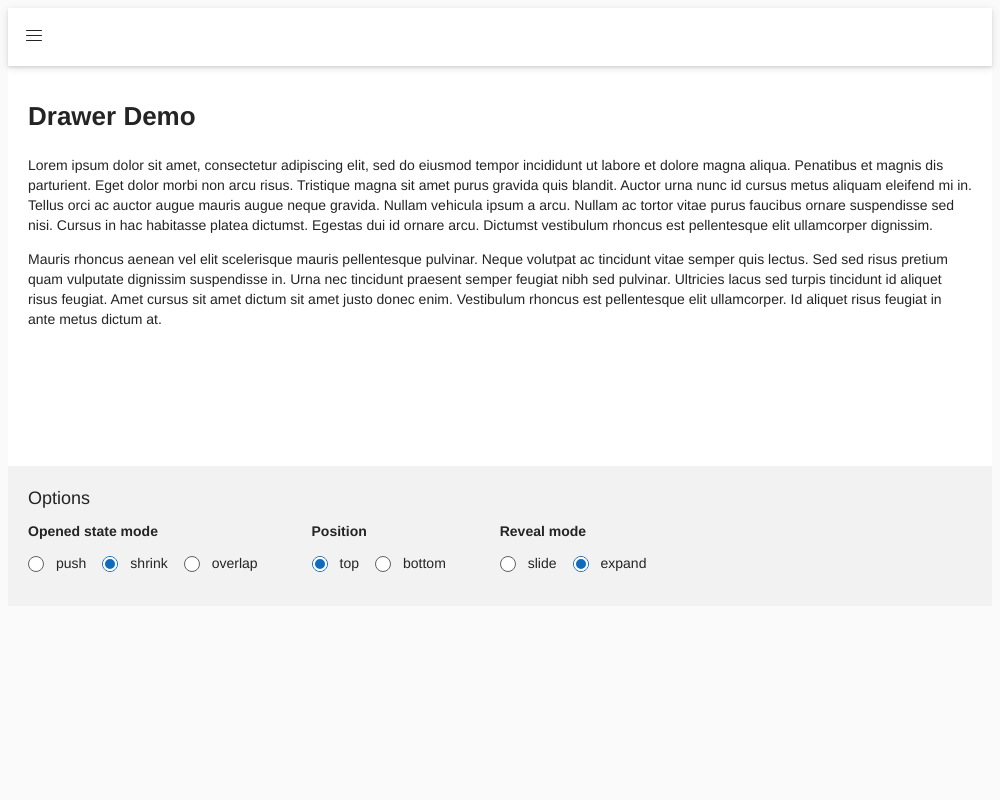 Drawer Demo
Lorem ipsum dolor sit amet, consectetur adipiscing elit, sed do eiusmod tempor incididunt ut labore et dolore magna aliqua. Penatibus et magnis dis
parturient. Eget dolor morbi non arcu risus. Tristique magna sit amet purus gravida quis blandit. Auctor urna nunc id cursus metus aliquam eleifend mi in.
Tellus orci ac auctor augue mauris augue neque gravida. Nullam vehicula ipsum a arcu. Nullam ac tortor vitae purus faucibus ornare suspendisse sed
nisi. Cursus in hac habitasse platea dictumst. Egestas dui id ornare arcu. Dictumst vestibulum rhoncus est pellentesque elit ullamcorper dignissim.
Mauris rhoncus aenean vel elit scelerisque mauris pellentesque pulvinar. Neque volutpat ac tincidunt vitae semper quis lectus. Sed sed risus pretium
quam vulputate dignissim suspendisse in. Urna nec tincidunt praesent semper feugiat nibh sed pulvinar. Ultricies lacus sed turpis tincidunt id aliquet
risus feugiat. Amet cursus sit amet dictum sit amet justo donec enim. Vestibulum rhoncus est pellentesque elit ullamcorper. Id aliquet risus feugiat in
ante metus dictum at.
Options
Opened state mode Position Reveal mode
push shrink overlap top bottom slide expand